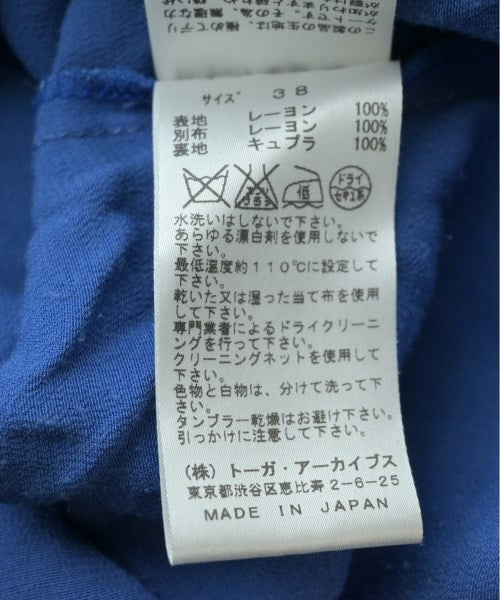 サイズ 38
表地 レーヨン 100%
別布 レーヨン 100%
裏地 キュプラ 100%
低
ドライ
セキユ系
水洗いはしないで下さい。
あらゆる漂白剤を使用しないで
下さい。
最低温度約110℃に設定して
下さい。
乾いた又は湿った当て布を使用
して下さい。
専門業者によるドライクリーニ
ングを行って下さい。
クリーニングネットを使用して
下さい。
色物と白物は、分けて洗って下
さい。
タンブラー乾燥はお避け下さい。
引っかけに注意して下さい。
(株)トーガ・アーカイブス
東京都渋谷区恵比寿2-6-25
MADE IN JAPAN